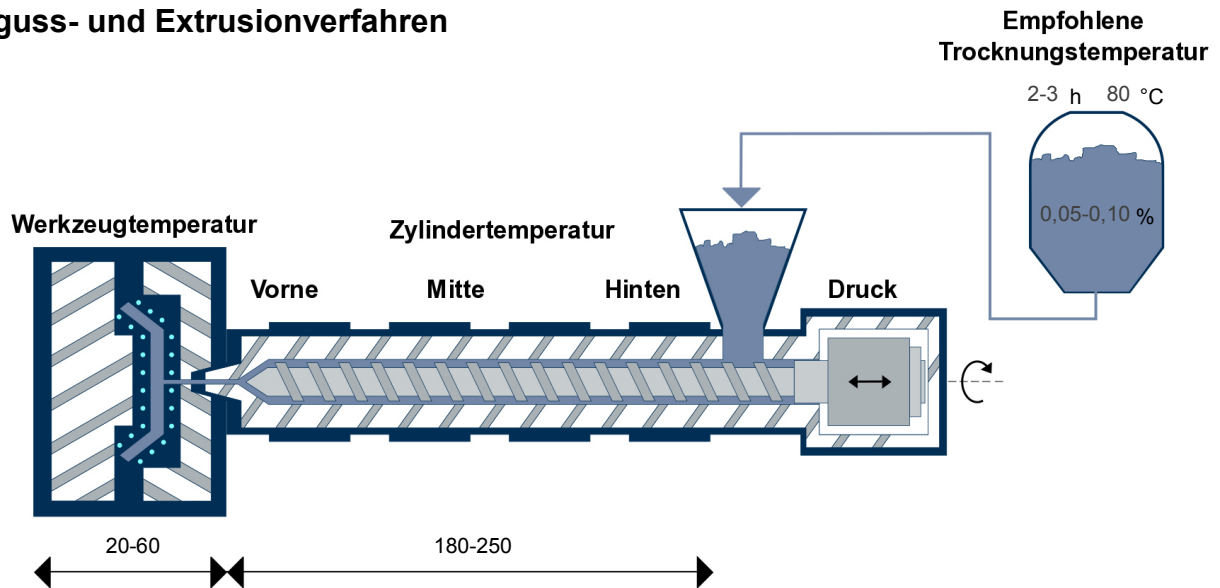 guss- und Extrusionverfahren
Empfohlene
Trocknungstemperatur
2-3 h 80 °C
0,05-0,10 %
Werkzeugtemperatur
Zylindertemperatur
Vorne Mitte Hinten Druck
20-60 180-250